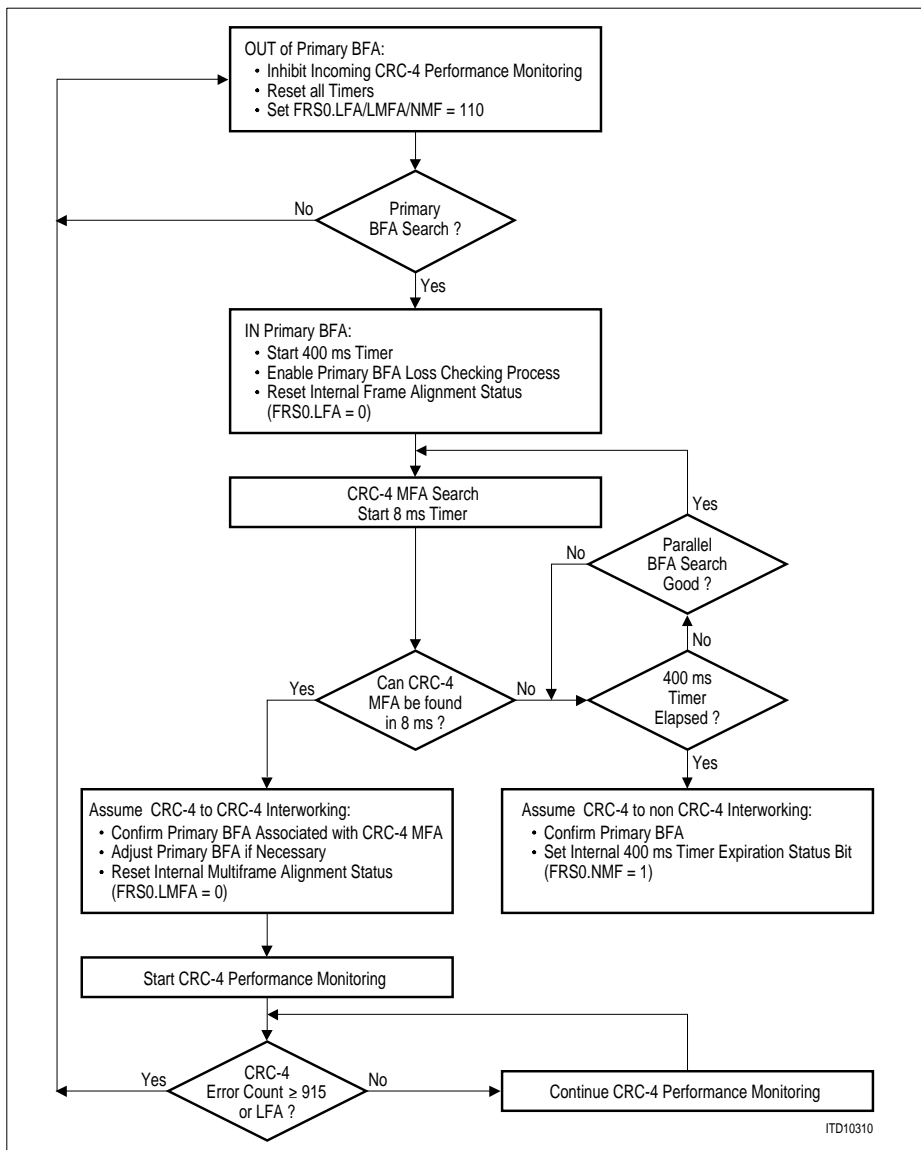 OUT of Primary BFA:
• Inhibit Incoming CRC-4 Performance Monitoring
• Reset all Timers
• Set FRS0.LFA/LMFA/NMF = 110
No
Primary
BFA Search ?
Yes
IN Primary BFA:
• Start 400 ms Timer
• Enable Primary BFA Loss Checking Process
• Reset Internal Frame Alignment Status
(FRS0.LFA = 0)
CRC-4 MFA Search
Start 8 ms Timer
Yes
No
Parallel
BFA Search
Good ?
No
Yes
Can CRC-4
MFA be found
in 8 ms ?
No
400 ms
Timer
Elapsed ?
Yes
Assume CRC-4 to CRC-4 Interworking:
• Confirm Primary BFA Associated with CRC-4 MFA
• Adjust Primary BFA if Necessary
• Reset Internal Multiframe Alignment Status
(FRS0.LMFA = 0)
Assume CRC-4 to non CRC-4 Interworking:
• Confirm Primary BFA
• Set Internal 400 ms Timer Expiration Status Bit
(FRS0.NMF = 1)
Start CRC-4 Performance Monitoring
Yes
CRC-4
Error Count ≥ 915
or LFA ?
No
Continue CRC-4 Performance Monitoring
ITD10310